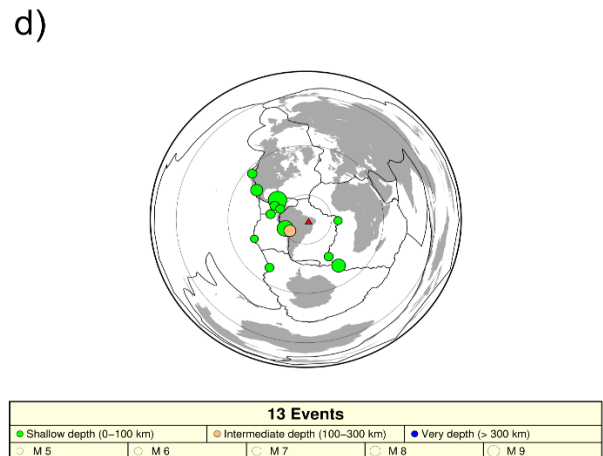 d)
13 Events
Shallow depth (0−100 km) Intermediate depth (100−300 km) Very depth (> 300 km)
M 5 M 6 M 7 M 8 M 9